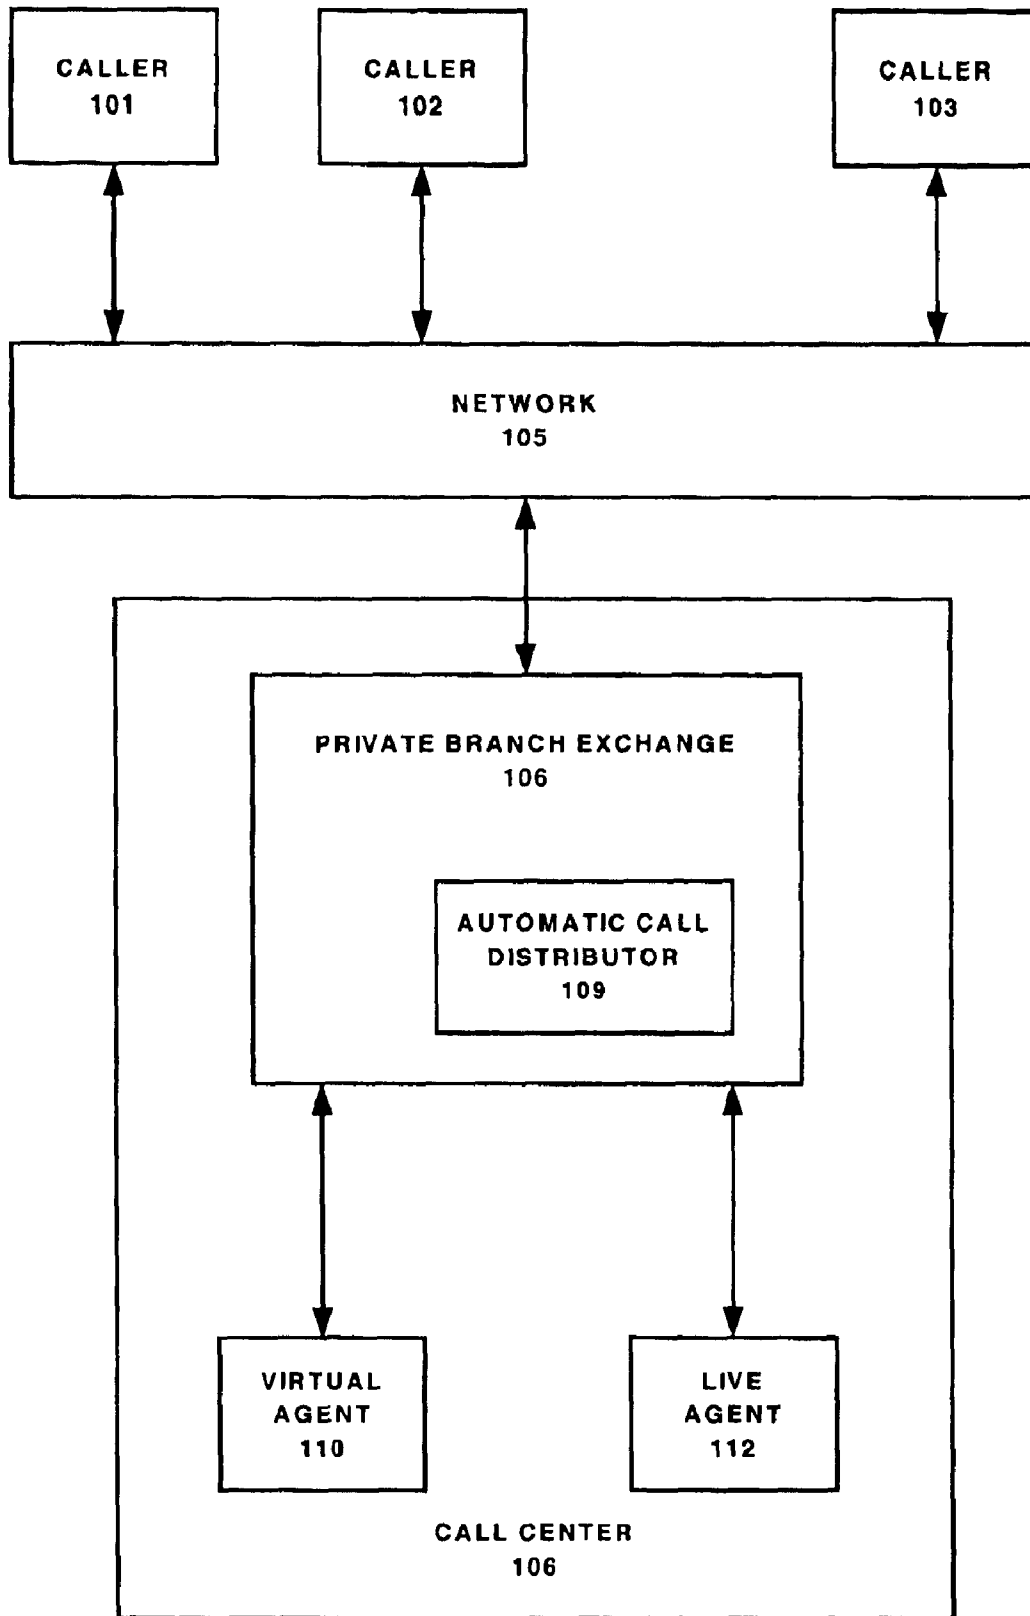 CALLER
101
CALLER
102
CALLER
103
NETWORK
105
PRIVATE BRANCH EXCHANGE
106
AUTOMATIC CALL
DISTRIBUTOR
109
VIRTUAL
AGENT
110
LIVE
AGENT
112
CALL CENTER
106